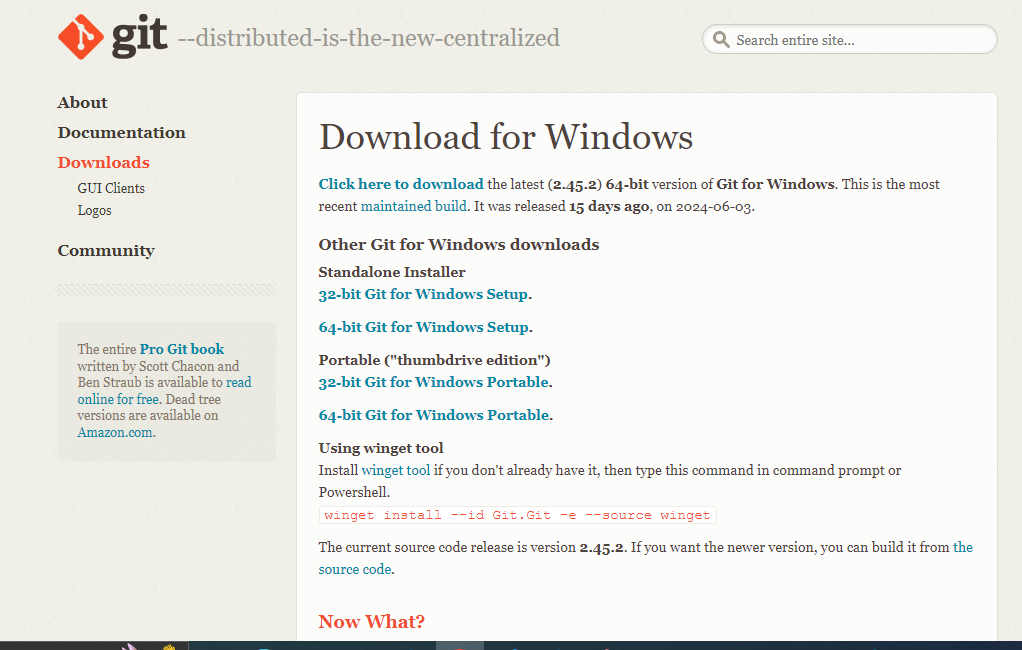 git --distributed-is-the-new-centralized
Search entire site...
About
Documentation
Downloads
GUI Clients
Logos
Community
The entire Pro Git book
written by Scott Chacon and
Ben Straub is available to read
online for free. Dead tree
versions are available on
Amazon.com.
Download for Windows
Click here to download the latest (2.45.2) 64-bit version of Git for Windows. This is the most
recent maintained build. It was released 15 days ago, on 2024-06-03.
Other Git for Windows downloads
Standalone Installer
32-bit Git for Windows Setup.
64-bit Git for Windows Setup.
Portable ("thumbdrive edition")
32-bit Git for Windows Portable.
64-bit Git for Windows Portable.
Using winget tool
Install winget tool if you don't already have it, then type this command in command prompt or
Powershell.
winget install --id Git.Git -e --source winget
The current source code release is version 2.45.2. If you want the newer version, you can build it from the
source code.
Now What?